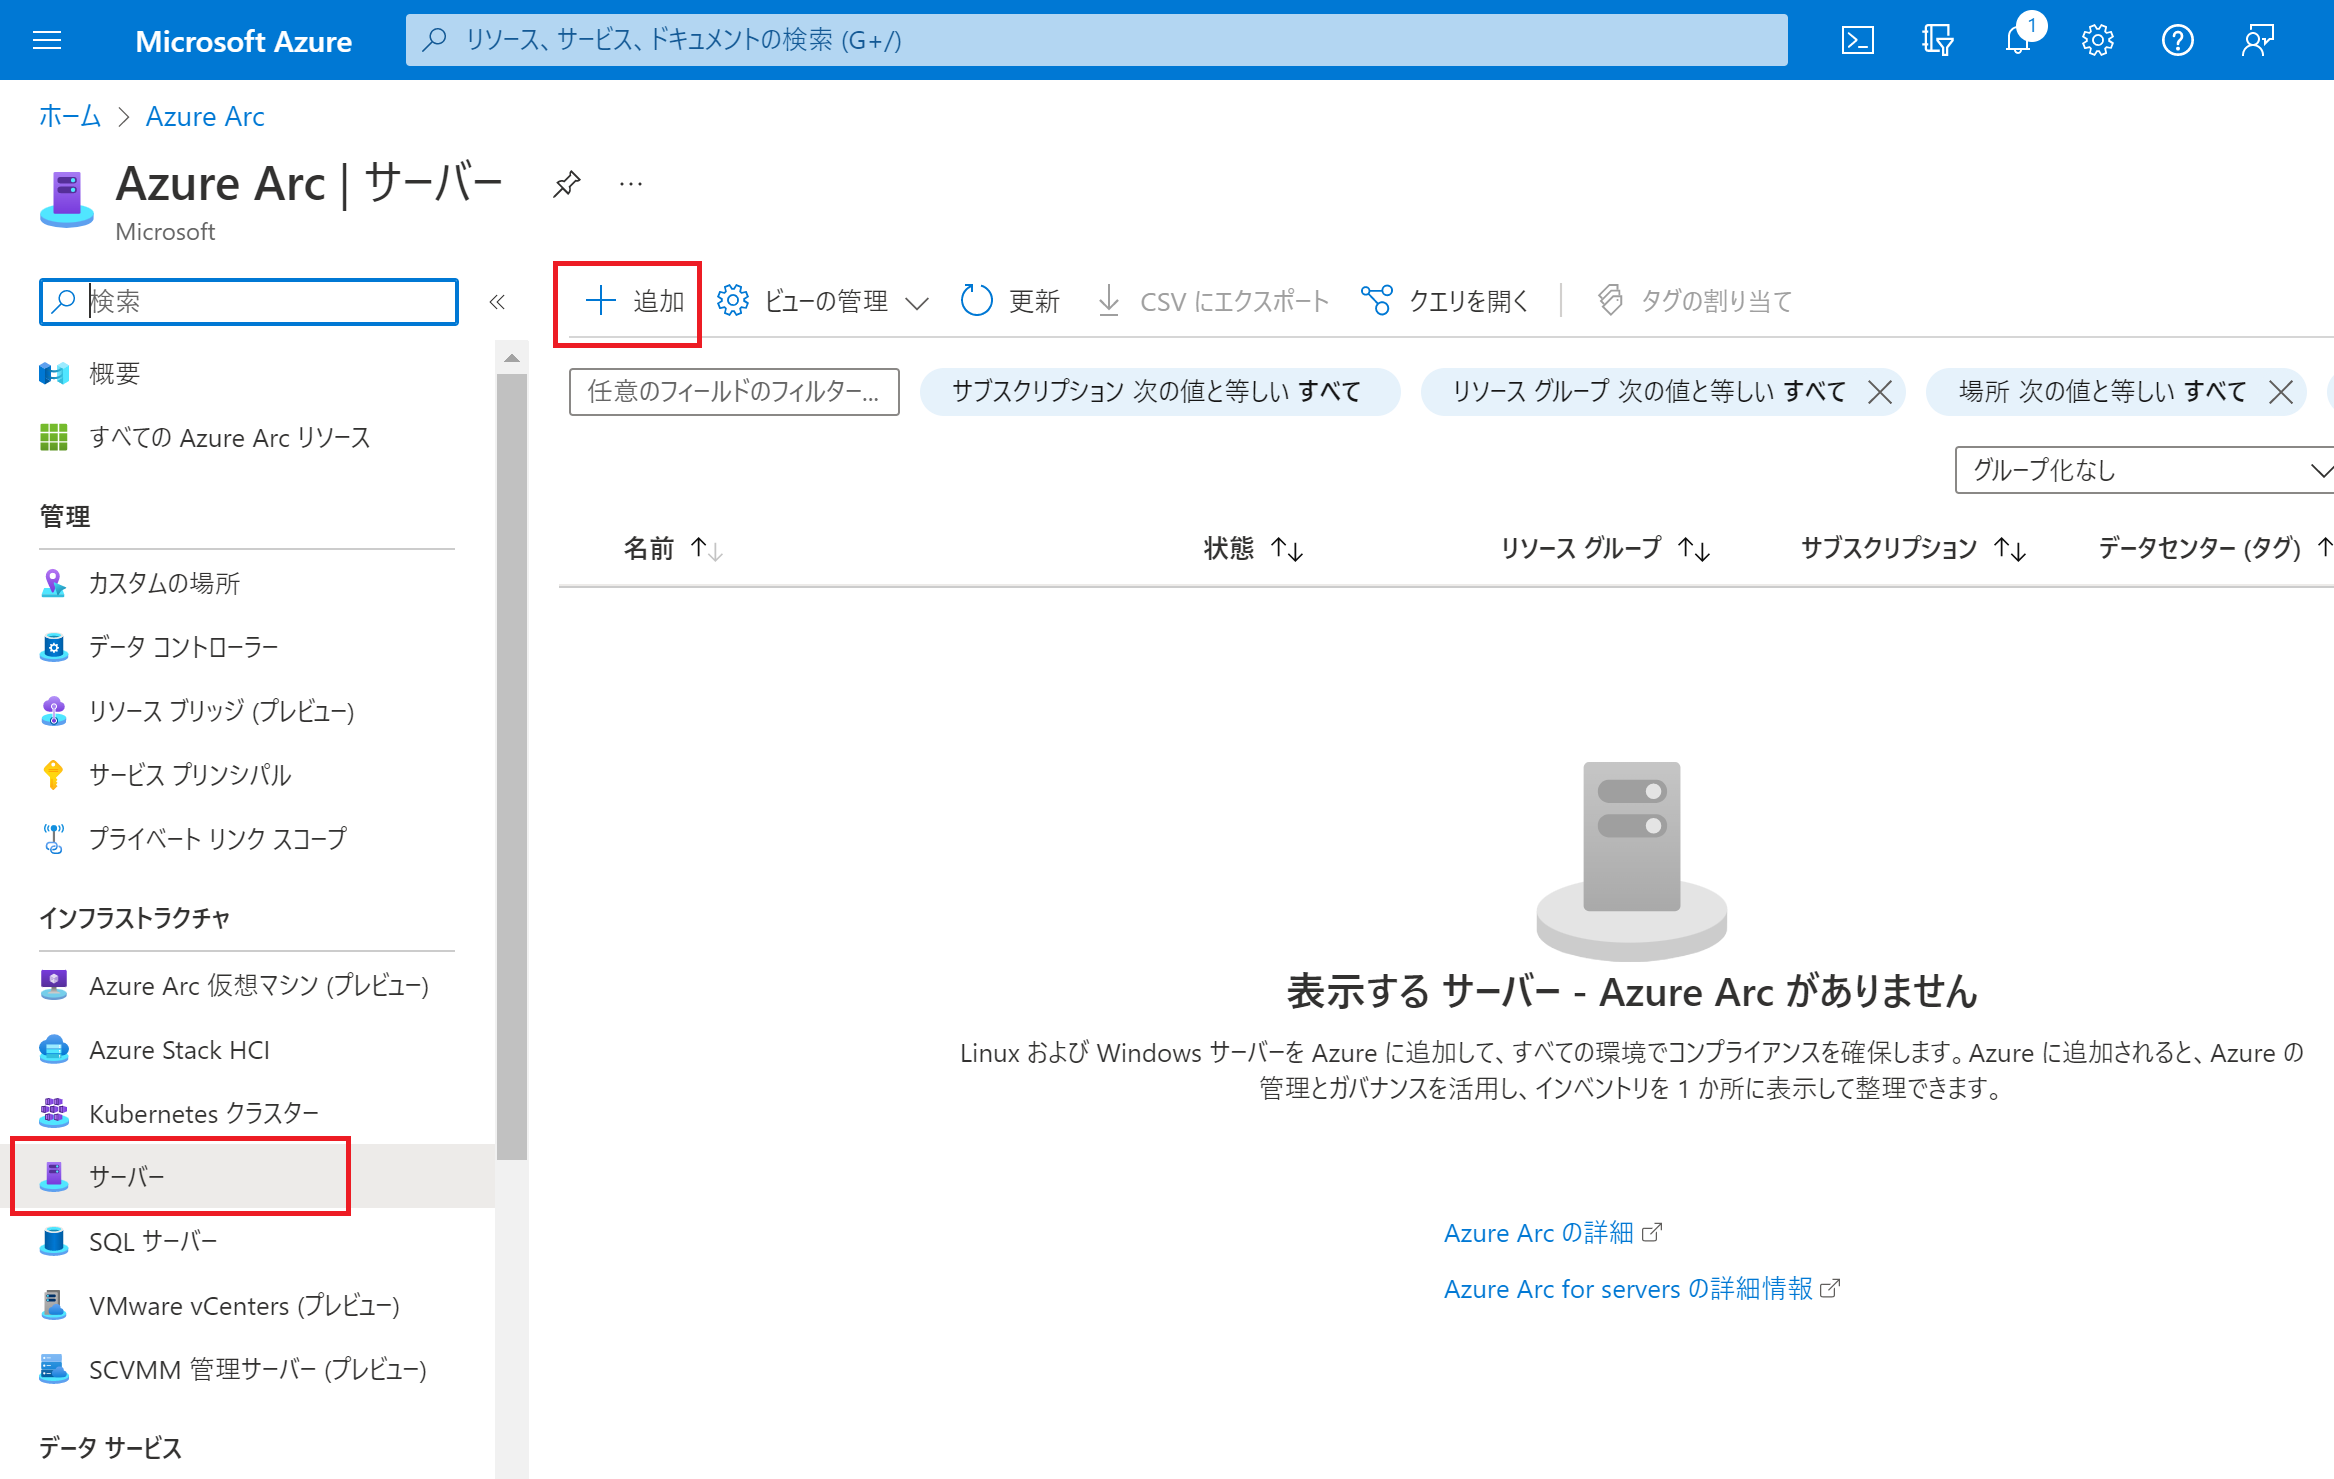 Microsoft Azure
リソース、サービス、ドキュメントの検索 (G+/)
1
ホーム > Azure Arc
Azure Arc | サーバー
Microsoft
検索
概要
すべての Azure Arc リソース
管理
カスタムの場所
データ コントローラー
リソース ブリッジ (プレビュー)
サービス プリンシパル
プライベート リンク スコープ
インフラストラクチャ
Azure Arc 仮想マシン (プレビュー)
Azure Stack HCI
Kubernetes クラスター
サーバー
SQL サーバー
VMware vCenters (プレビュー)
SCVMM 管理サーバー (プレビュー)
データ サービス
追加 ビューの管理 更新 CSV にエクスポート クエリを開く タグの割り当て
任意のフィールドのフィルター... サブスクリプション 次の値と等しい すべて リソース グループ 次の値と等しい すべて 場所 次の値と等しい すべて
グループ化なし
名前 状態 リソース グループ サブスクリプション データセンター (タグ)
表示する サーバー - Azure Arc がありません
Linux および Windows サーバーを Azure に追加して、すべての環境でコンプライアンスを確保します。Azure に追加されると、Azure の
管理とガバナンスを活用し、インベントリを 1 か所に表示して整理できます。
Azure Arc の詳細
Azure Arc for servers の詳細情報